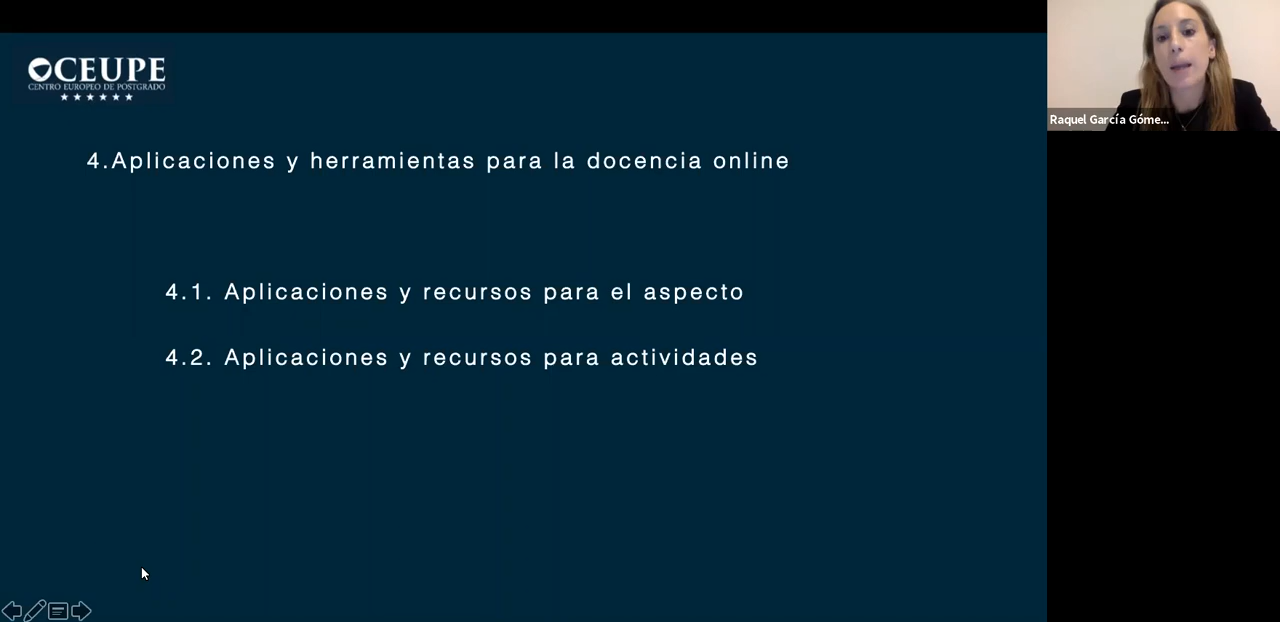 CEUPE
CENTRO EUROPEO DE POSTGRADO
4.Aplicaciones y herramientas para la docencia online
4.1. Aplicaciones y recursos para el aspecto
4.2. Aplicaciones y recursos para actividades
Raquel García Góme...